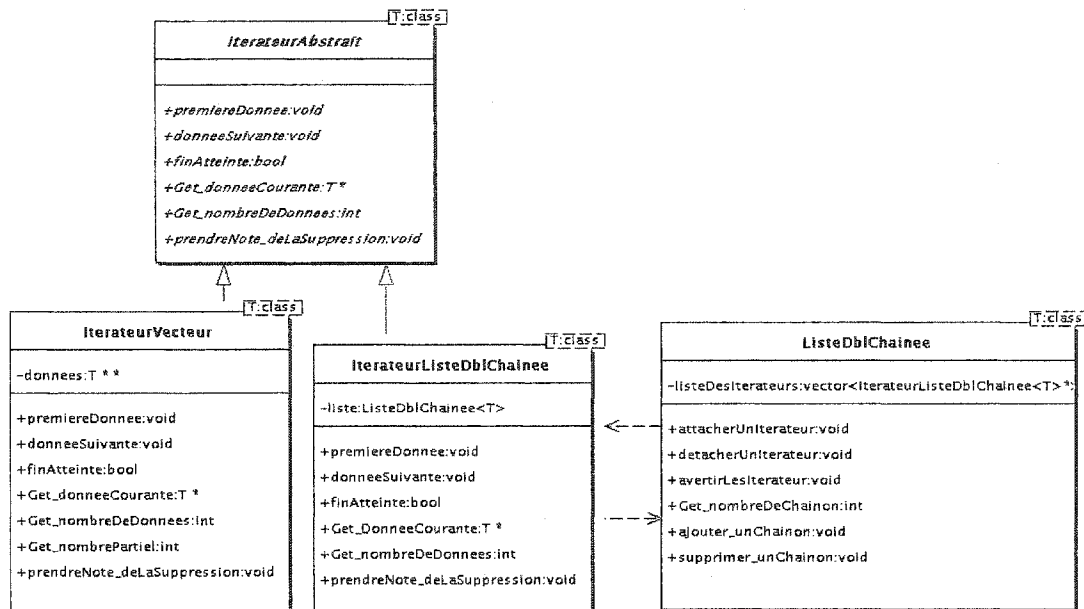 T:class
IterateurAbstrait
+premiereDonnee:void
+donneeSuivante:void
+finAtteinte:bool
+Get_donneeCourante:T *
+Get_nombreDeDonnees:int
+prendreNote_deLaSuppression:void
T:class
IterateurVecteur
-donnees:T * *
+premiereDonnee:void
+donneeSuivante:void
+finAtteinte:bool
+Get_donneeCourante:T *
+Get_nombreDeDonnees:int
+Get_nombrePartiel:int
+prendreNote_deLaSuppression:void
T:class
IterateurListeDblChainee
-liste:ListeDblChainee<T>
+premiereDonnee:void
+donneeSuivante:void
+finAtteinte:bool
+Get_DonneeCourante:T *
+Get_nombreDeDonnees:int
+prendreNote_deLaSuppression:void
T:class
ListeDblChainee
-listeDesIterateurs:vector<IterateurListeDblChainee<T> *:
+attacherUnIterateur:void
+detacherUnIterateur:void
+avertirLesIterateur:void
+Get_nombreDeChainon:int
+ajouter_unChainon:void
+supprimer_unChainon:void